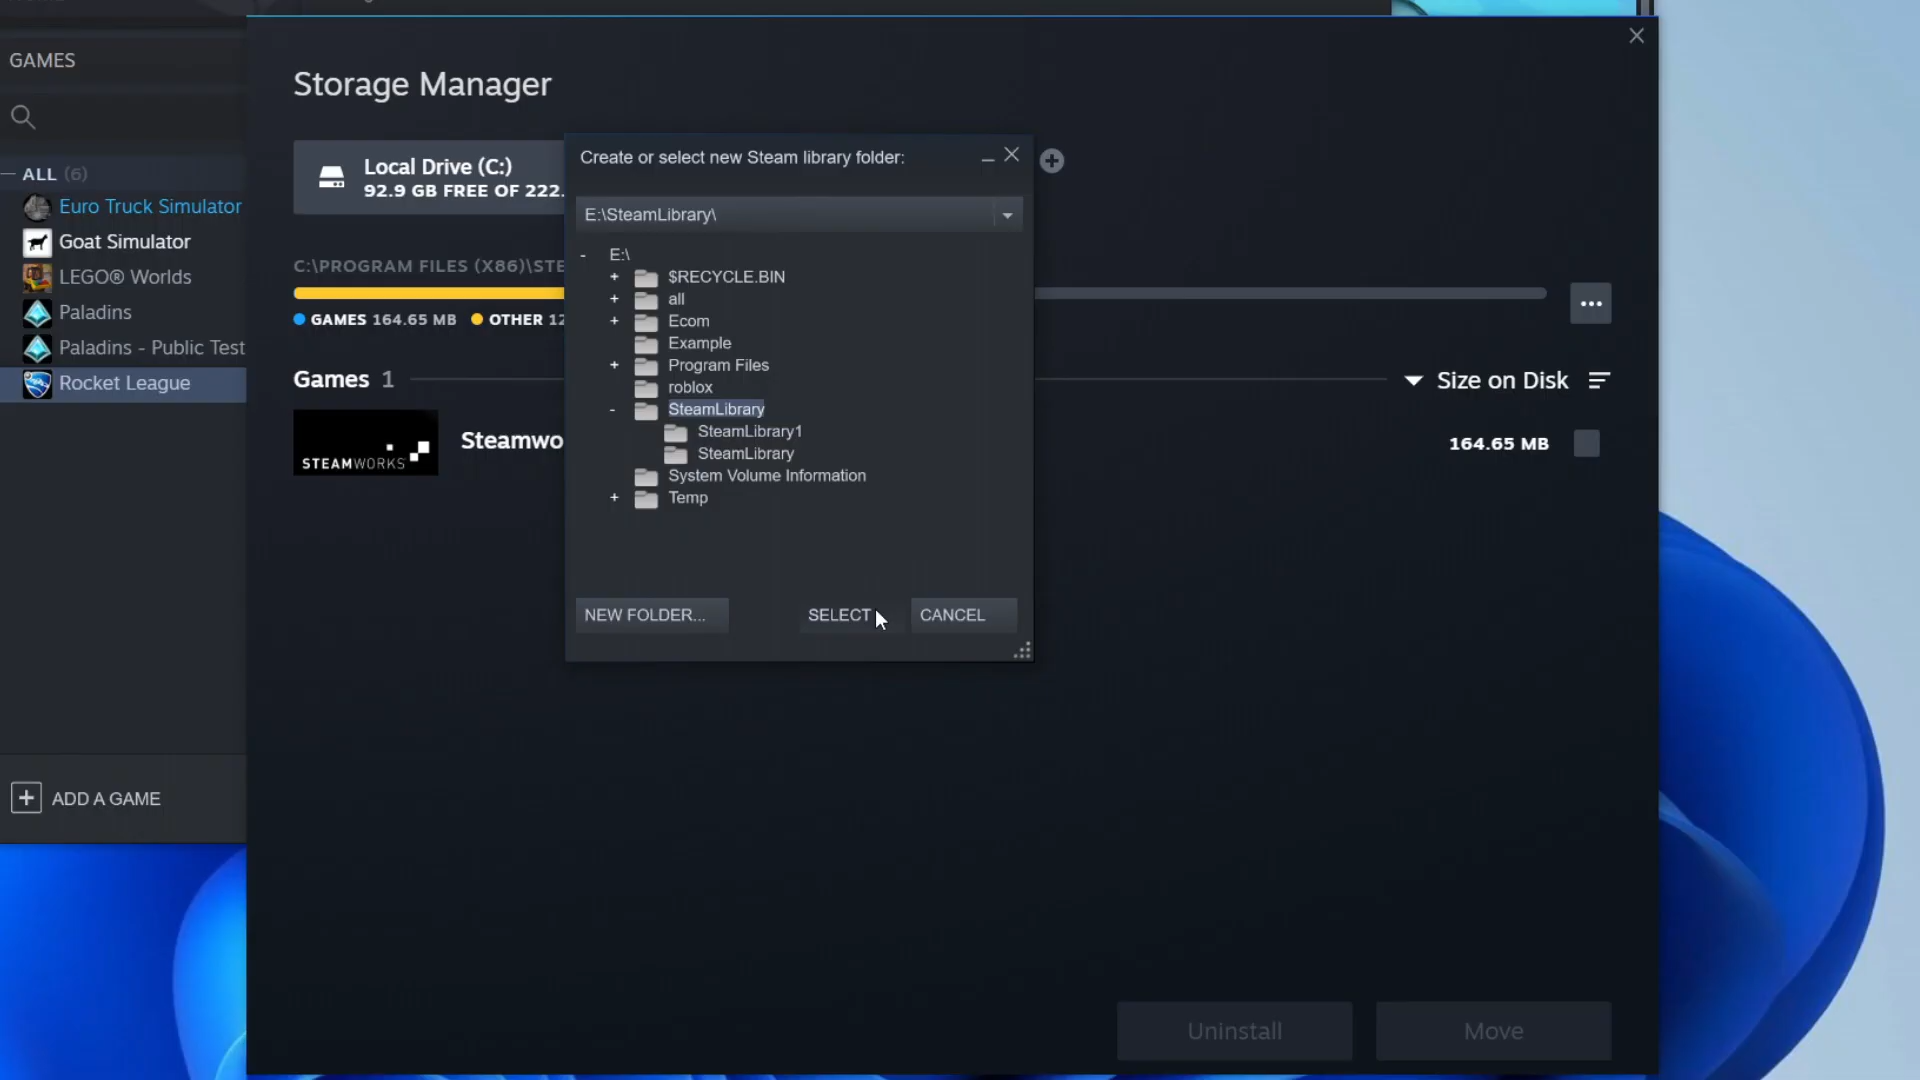 GAMES
Storage Manager
Create or select new Steam library folder:
Local Drive (C:)
92.9 GB FREE OF 222.
ALL (6)
Euro Truck Simulator
Goat Simulator
LEGO® Worlds
Paladins
Paladins - Public Test
Rocket League
E:\SteamLibrary\
C:\PROGRAM FILES (X86)\STE
GAMES 164.65 MB OTHER 12
- E:\
+ $RECYCLE.BIN
+ all
+ Ecom
Example
+ Program Files
roblox
- SteamLibrary
SteamLibrary1
SteamLibrary
System Volume Information
+ Temp
Games 1
Size on Disk
STEAMWORKS
Steamwo
164.65 MB
NEW FOLDER...
SELECT
CANCEL
ADD A GAME
Uninstall
Move